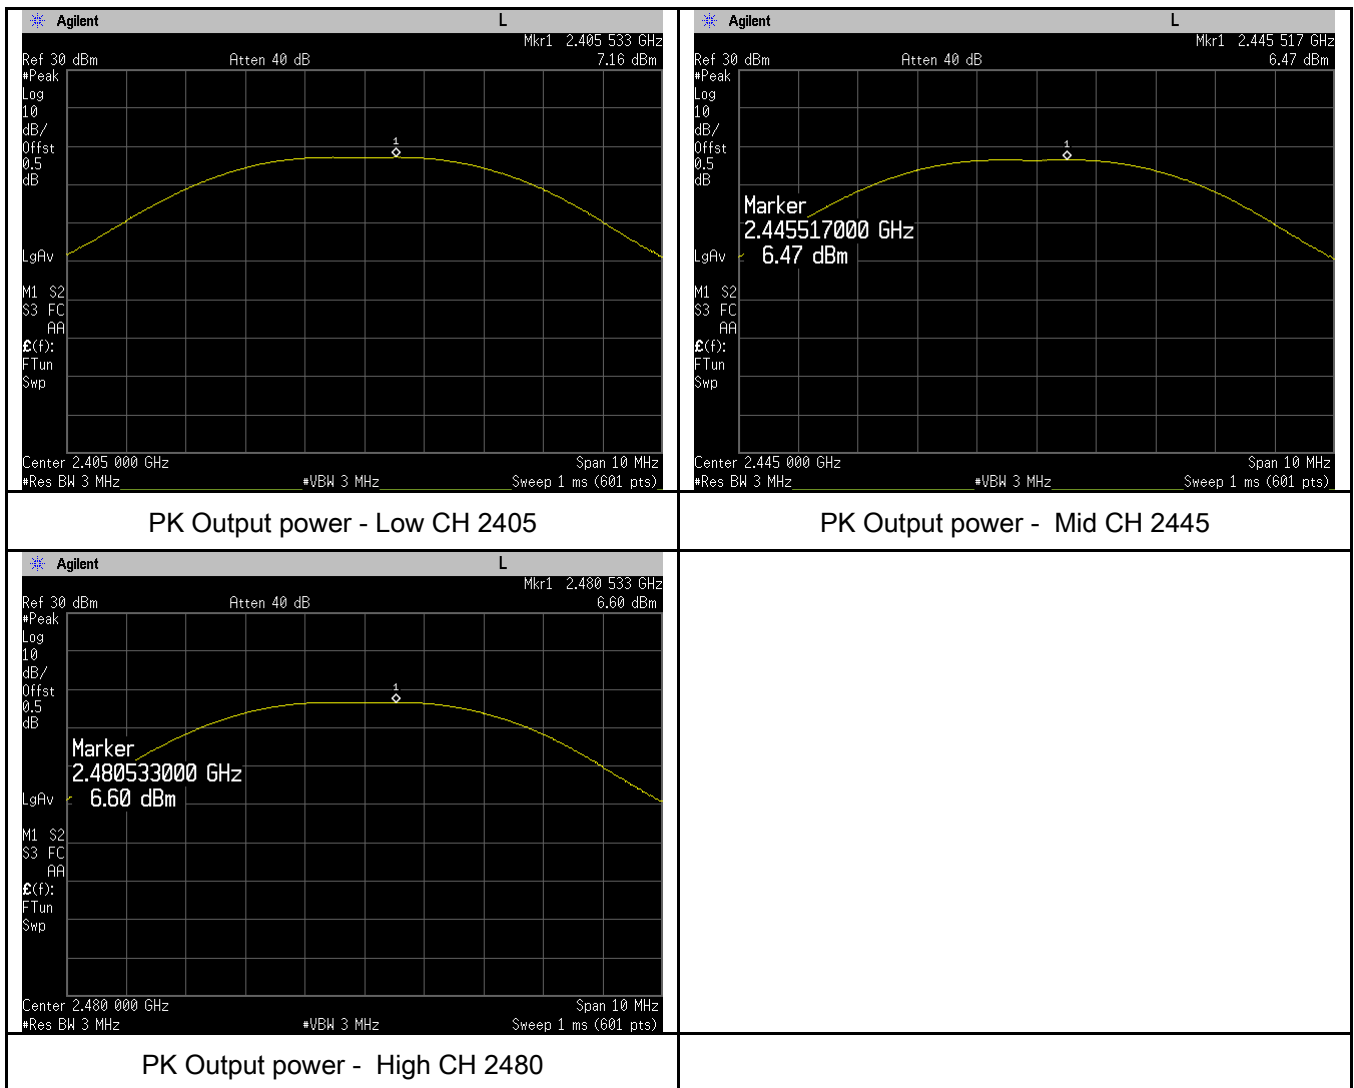 Agilent L
Mkr1 2.405 533 GHz
Ref 30 dBm Atten 40 dB 7.16 dBm
#Peak
Log
10
dB/
Offst
0.5
dB
1
LgAv
M1 S2
S3 FC
AA
£(f):
FTun
Swp
Center 2.405 000 GHz Span 10 MHz
#Res BW 3 MHz #VBW 3 MHz Sweep 1 ms (601 pts)
PK Output power - Low CH 2405
Agilent L
Mkr1 2.445 517 GHz
Ref 30 dBm Atten 40 dB 6.47 dBm
#Peak
Log
10
dB/
Offst
0.5
dB
1
Marker
2.445517000 GHz
6.47 dBm
LgAv
M1 S2
S3 FC
AA
£(f):
FTun
Swp
Center 2.445 000 GHz Span 10 MHz
#Res BW 3 MHz #VBW 3 MHz Sweep 1 ms (601 pts)
PK Output power - Mid CH 2445
Agilent L
Mkr1 2.480 533 GHz
Ref 30 dBm Atten 40 dB 6.60 dBm
#Peak
Log
10
dB/
Offst
0.5
dB
1
Marker
2.480533000 GHz
6.60 dBm
LgAv
M1 S2
S3 FC
AA
£(f):
FTun
Swp
Center 2.480 000 GHz Span 10 MHz
#Res BW 3 MHz #VBW 3 MHz Sweep 1 ms (601 pts)
PK Output power - High CH 2480